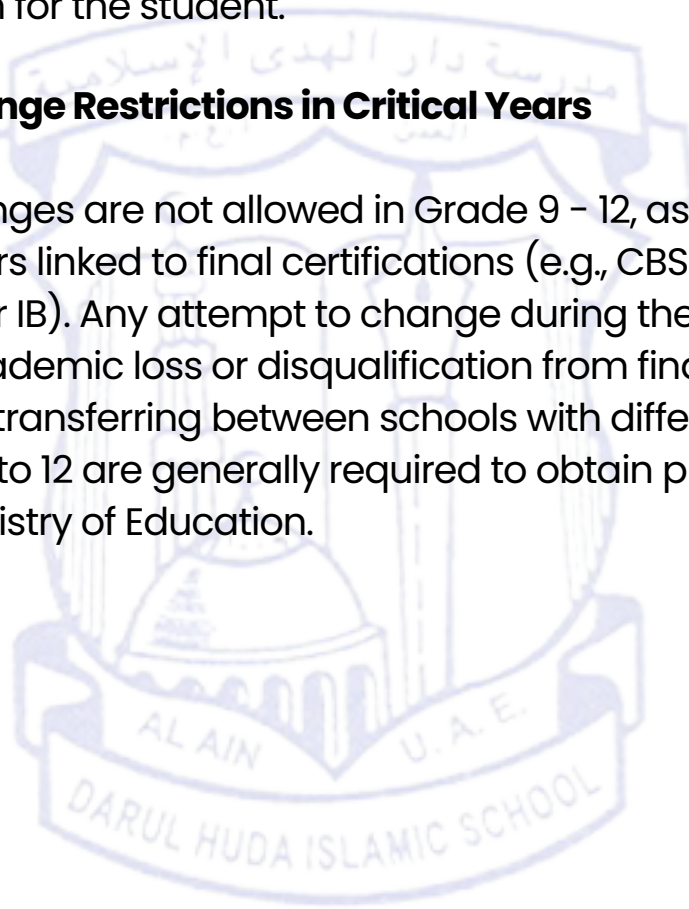 n for the student.
nge Restrictions in Critical Years
nges are not allowed in Grade 9 - 12, as
rs linked to final certifications (e.g., CBS
r IB). Any attempt to change during the
ademic loss or disqualification from fina
transferring between schools with diffe
to 12 are generally required to obtain p
istry of Education.
مدرسة دار الهدى الإسلامية
AL AIN
U. A. E.
DARUL HUDA ISLAMIC SCHOOL